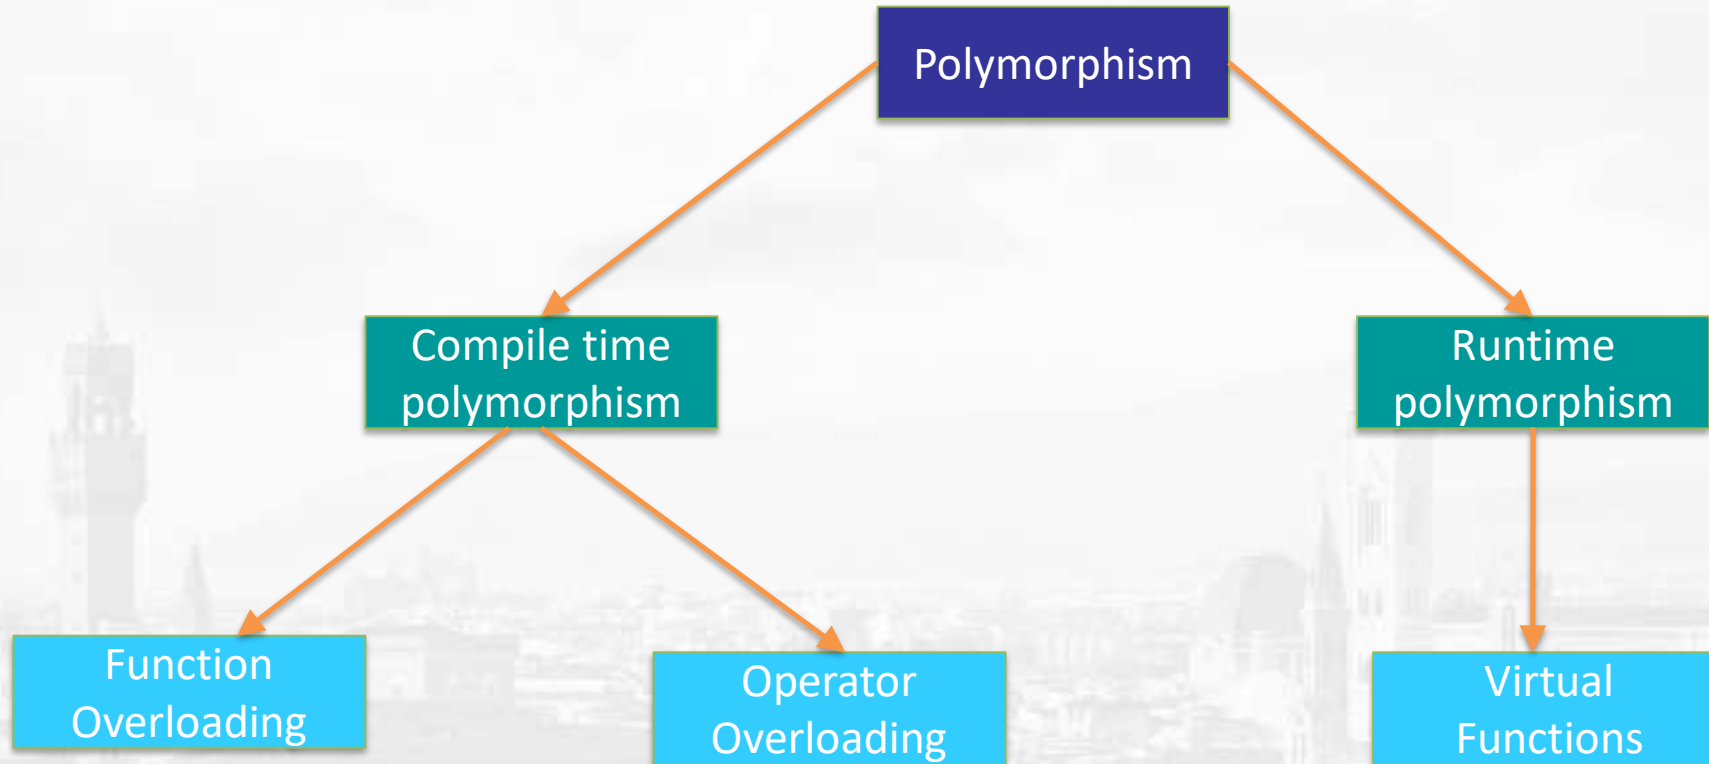 Polymorphism
Compile time
polymorphism
Runtime
polymorphism
Function
Overloading
Operator
Overloading
Virtual
Functions